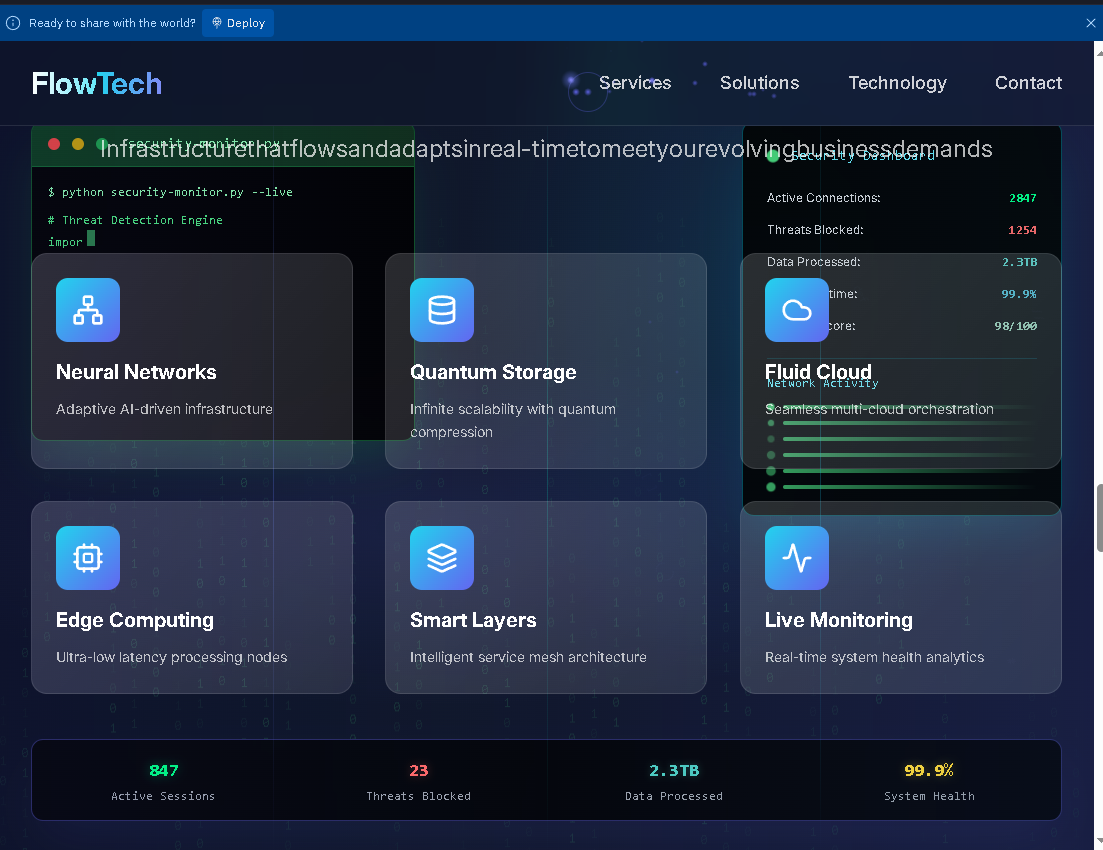 Ready to share with the world? Deploy
FlowTech
Services Solutions Technology Contact
security-monitor.py
Infrastructurethatflowsandadaptsinreal-timetomeetyourevolvingbusinessdemands
$ python security-monitor.py --live
# Threat Detection Engine
impor
Security Dashboard
Active Connections: 2847
Threats Blocked: 1254
Data Processed: 2.3TB
time: 99.9%
core: 98/100
Network Activity
Neural Networks
Adaptive AI-driven infrastructure
Quantum Storage
Infinite scalability with quantum
compression
Fluid Cloud
Seamless multi-cloud orchestration
Edge Computing
Ultra-low latency processing nodes
Smart Layers
Intelligent service mesh architecture
Live Monitoring
Real-time system health analytics
847
Active Sessions
23
Threats Blocked
2.3TB
Data Processed
99.9%
System Health